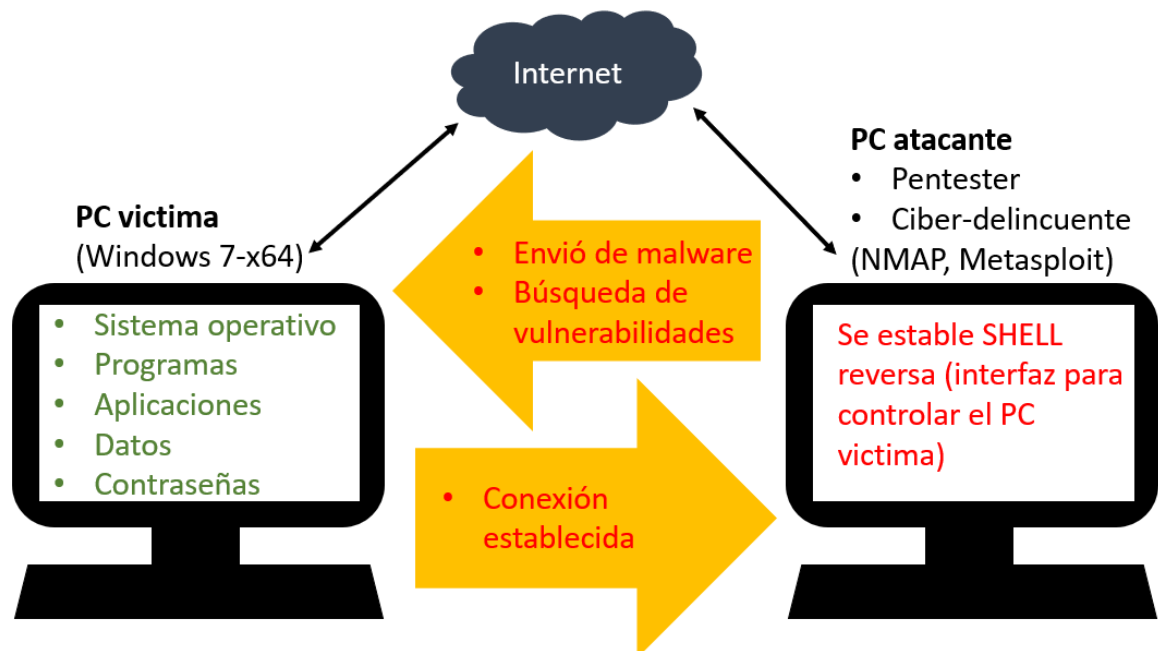 Internet
PC victima
(Windows 7-x64)
• Sistema operativo
• Programas
• Aplicaciones
• Datos
• Contraseñas
• Envió de malware
• Búsqueda de
vulnerabilidades
• Conexión
establecida
PC atacante
• Pentester
• Ciber-delincuente
(NMAP, Metasploit)
Se estable SHELL
reversa (interfaz para
controlar el PC
victima)